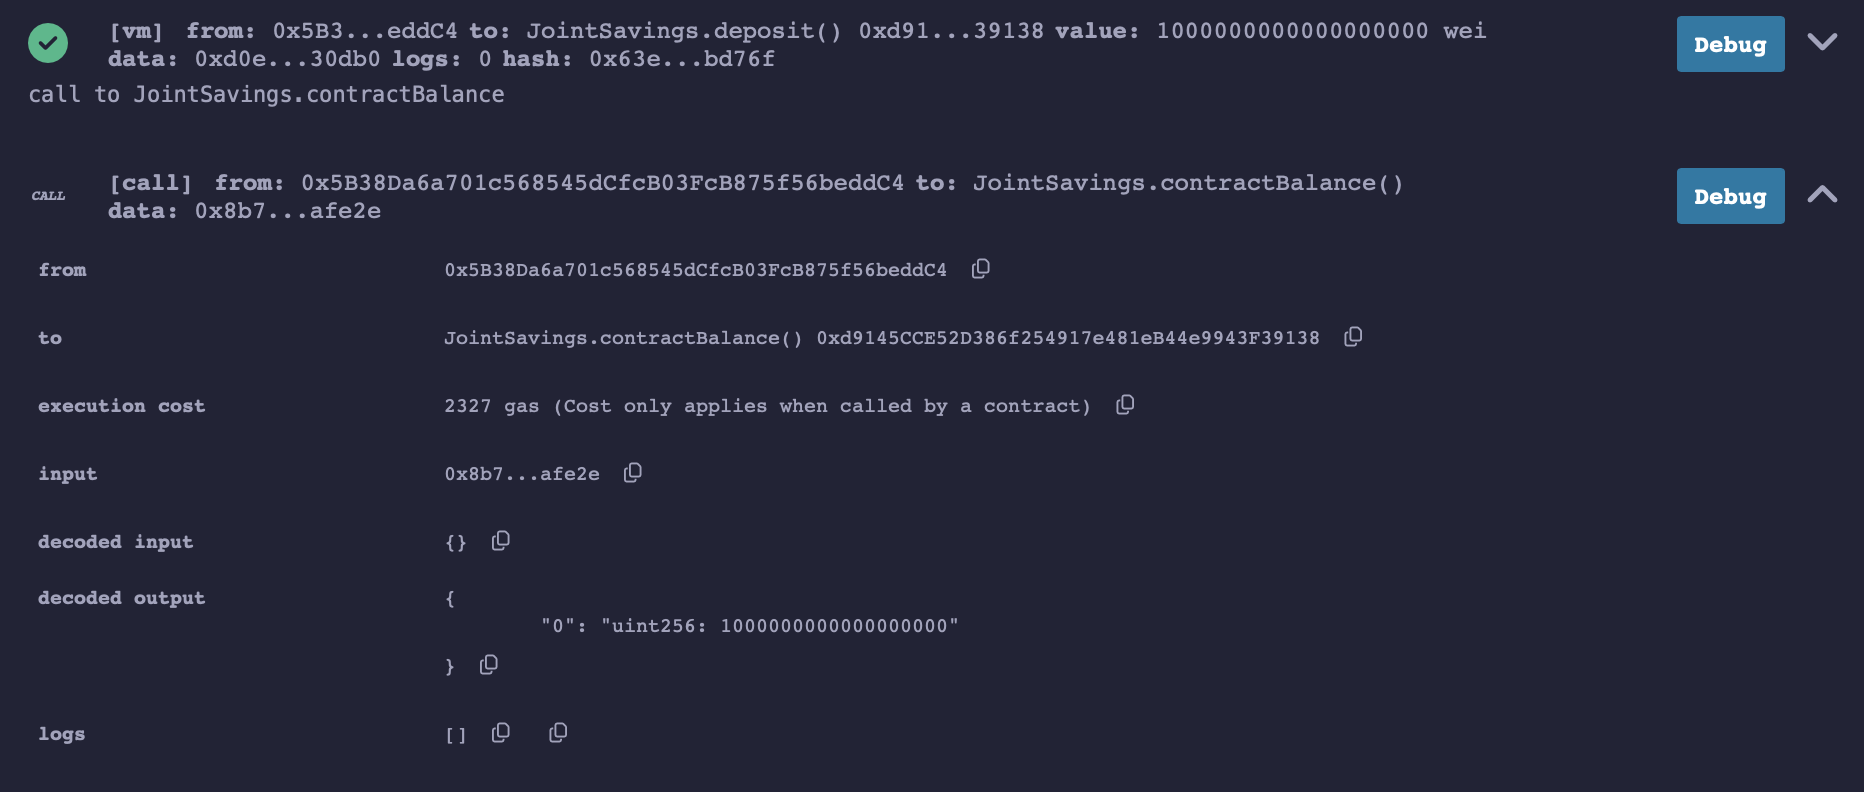 [vm] from: 0x5B3...eddC4 to: JointSavings.deposit() 0xd91...39138 value: 1000000000000000000 wei
data: 0xd0e...30db0 logs: 0 hash: 0x63e...bd76f
Debug
call to JointSavings.contractBalance
CALL
[call] from: 0x5B38Da6a701c568545dCfcB03FcB875f56beddC4 to: JointSavings.contractBalance()
data: 0x8b7...afe2e
Debug
from 0x5B38Da6a701c568545dCfcB03FcB875f56beddC4
to JointSavings.contractBalance() 0xd9145CCE52D386f254917e481eB44e9943F39138
execution cost 2327 gas (Cost only applies when called by a contract)
input 0x8b7...afe2e
decoded input {}
decoded output {
"0": "uint256: 1000000000000000000"
}
logs []